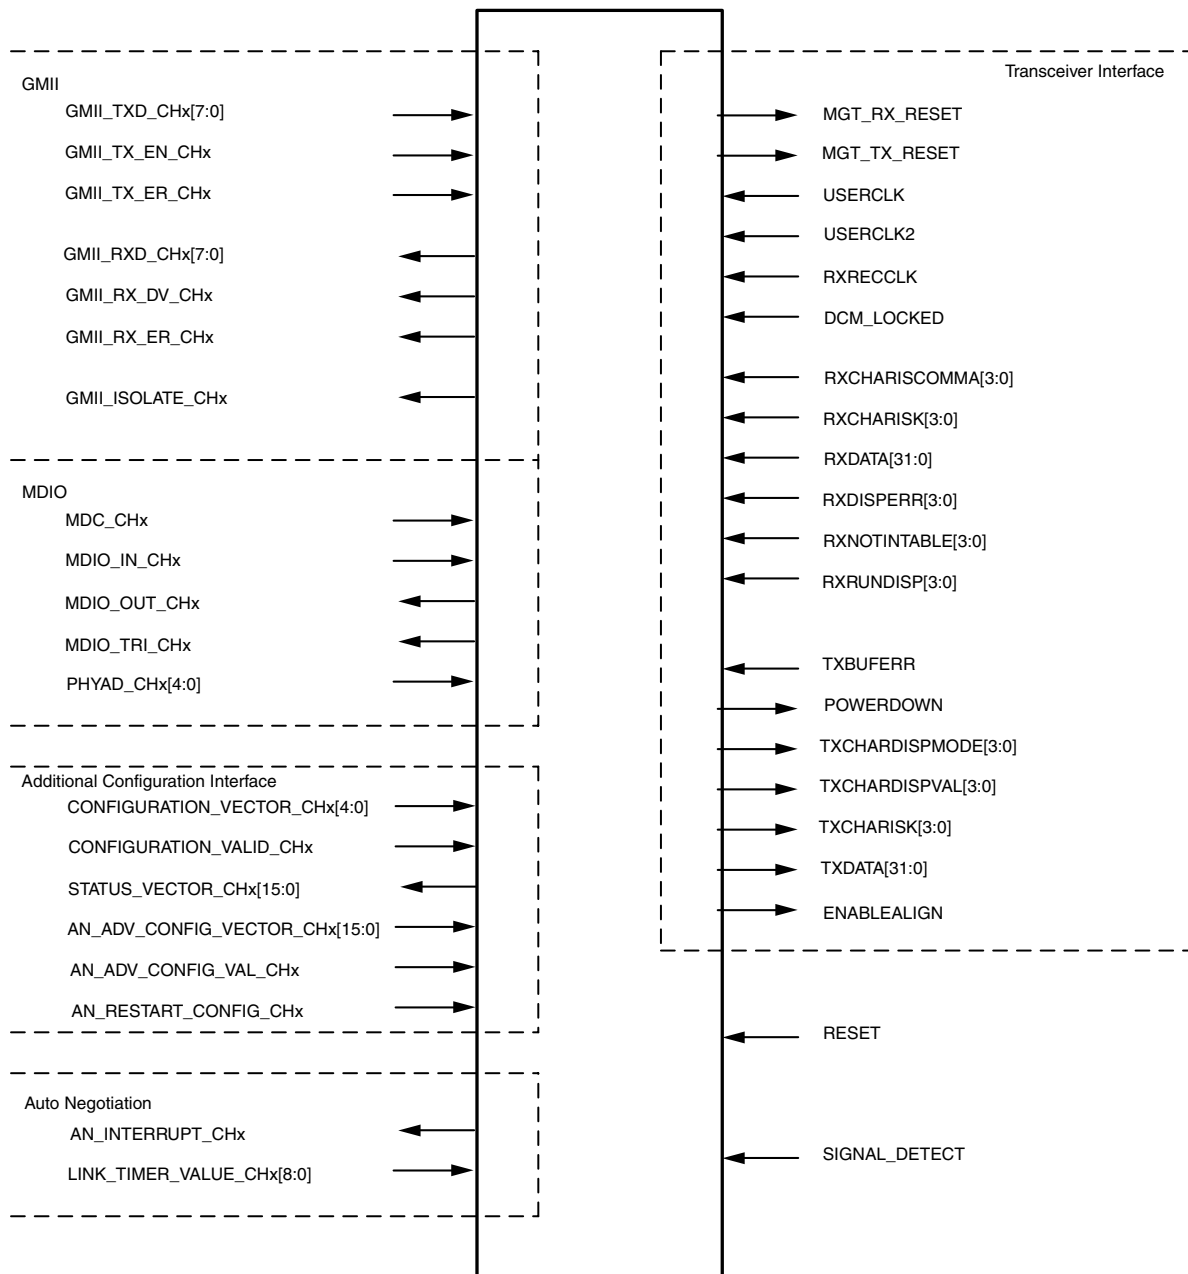 GMII
GMII_TXD_CHx[7:0]
GMII_TX_EN_CHx
GMII_TX_ER_CHx
GMII_RXD_CHx[7:0]
GMII_RX_DV_CHx
GMII_RX_ER_CHx
GMII_ISOLATE_CHx
MDIO
MDC_CHx
MDIO_IN_CHx
MDIO_OUT_CHx
MDIO_TRI_CHx
PHYAD_CHx[4:0]
Additional Configuration Interface
CONFIGURATION_VECTOR_CHx[4:0]
CONFIGURATION_VALID_CHx
STATUS_VECTOR_CHx[15:0]
AN_ADV_CONFIG_VECTOR_CHx[15:0]
AN_ADV_CONFIG_VAL_CHx
AN_RESTART_CONFIG_CHx
Auto Negotiation
AN_INTERRUPT_CHx
LINK_TIMER_VALUE_CHx[8:0]
Transceiver Interface
MGT_RX_RESET
MGT_TX_RESET
USERCLK
USERCLK2
RXRECCLK
DCM_LOCKED
RXCHARISCOMMA[3:0]
RXCHARISK[3:0]
RXDATA[31:0]
RXDISPERR[3:0]
RXNOTINTABLE[3:0]
RXRUNDISP[3:0]
TXBUFERR
POWERDOWN
TXCHARDISPMODE[3:0]
TXCHARDISPVAL[3:0]
TXCHARISK[3:0]
TXDATA[31:0]
ENABLEALIGN
RESET
SIGNAL_DETECT